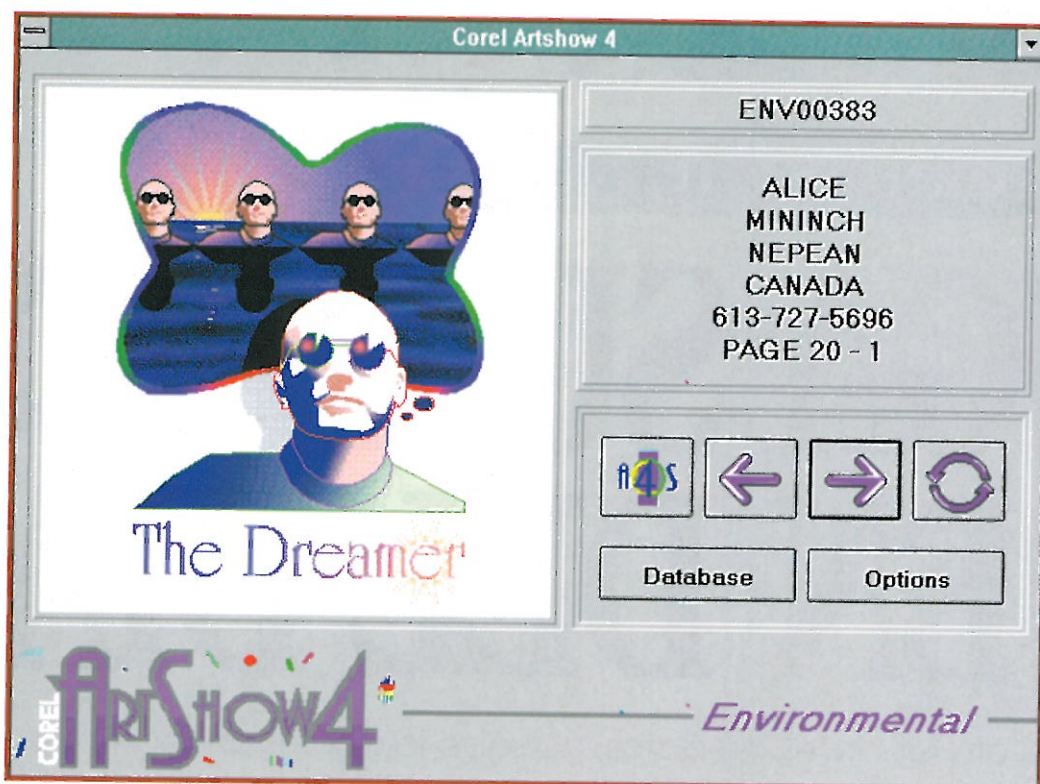 Corel Artshow 4
The Dreamer
ENV00383
ALICE
MININCH
NEPEAN
CANADA
613-727-5696
PAGE 20 - 1
A4S
Database
Options
COREL ARTSHOW4
Environmental